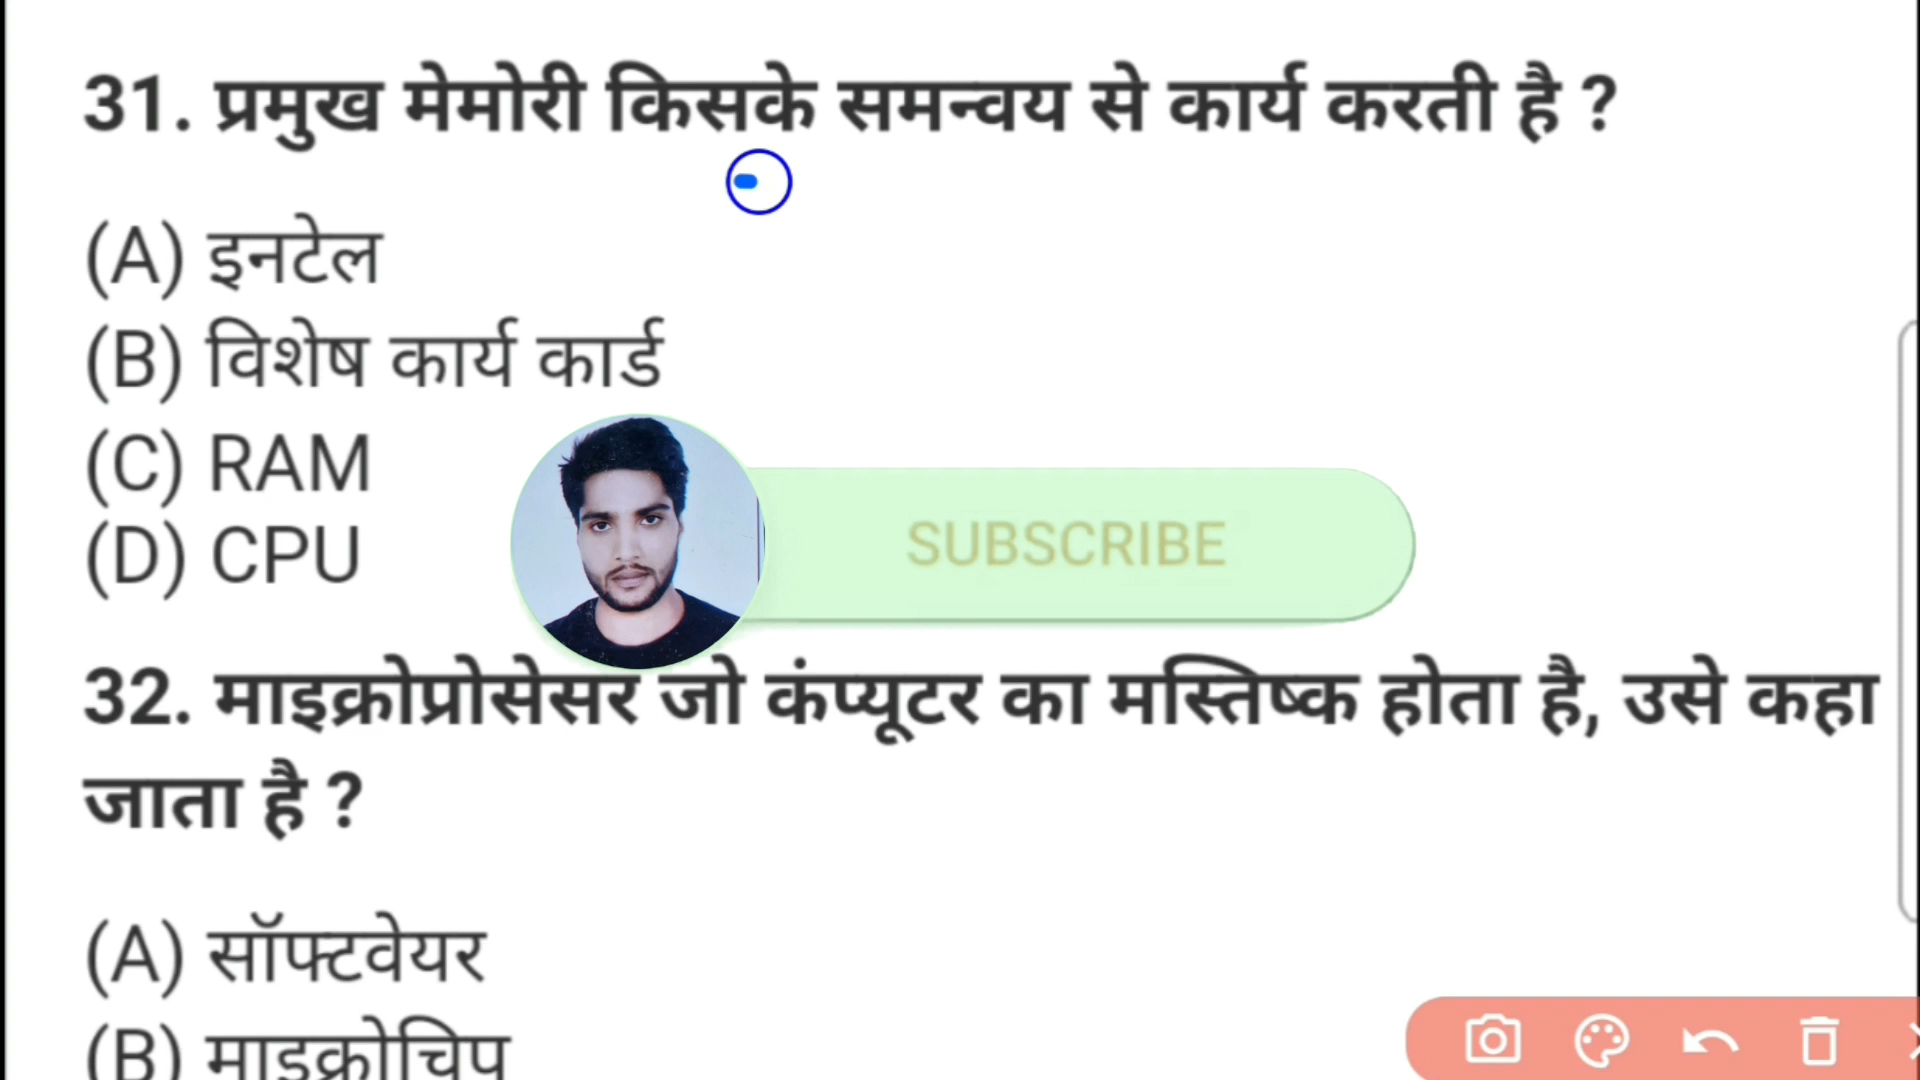 31. प्रमुख मेमोरी किसके समन्वय से कार्य करती है ?
(A) इनटेल
(B) विशेष कार्य कार्ड
(C) RAM
(D) CPU
SUBSCRIBE
32. माइक्रोप्रोसेसर जो कंप्यूटर का मस्तिष्क होता है, उसे कहा
जाता है ?
(A) सॉफ्टवेयर
(B) माइक्रोचिप